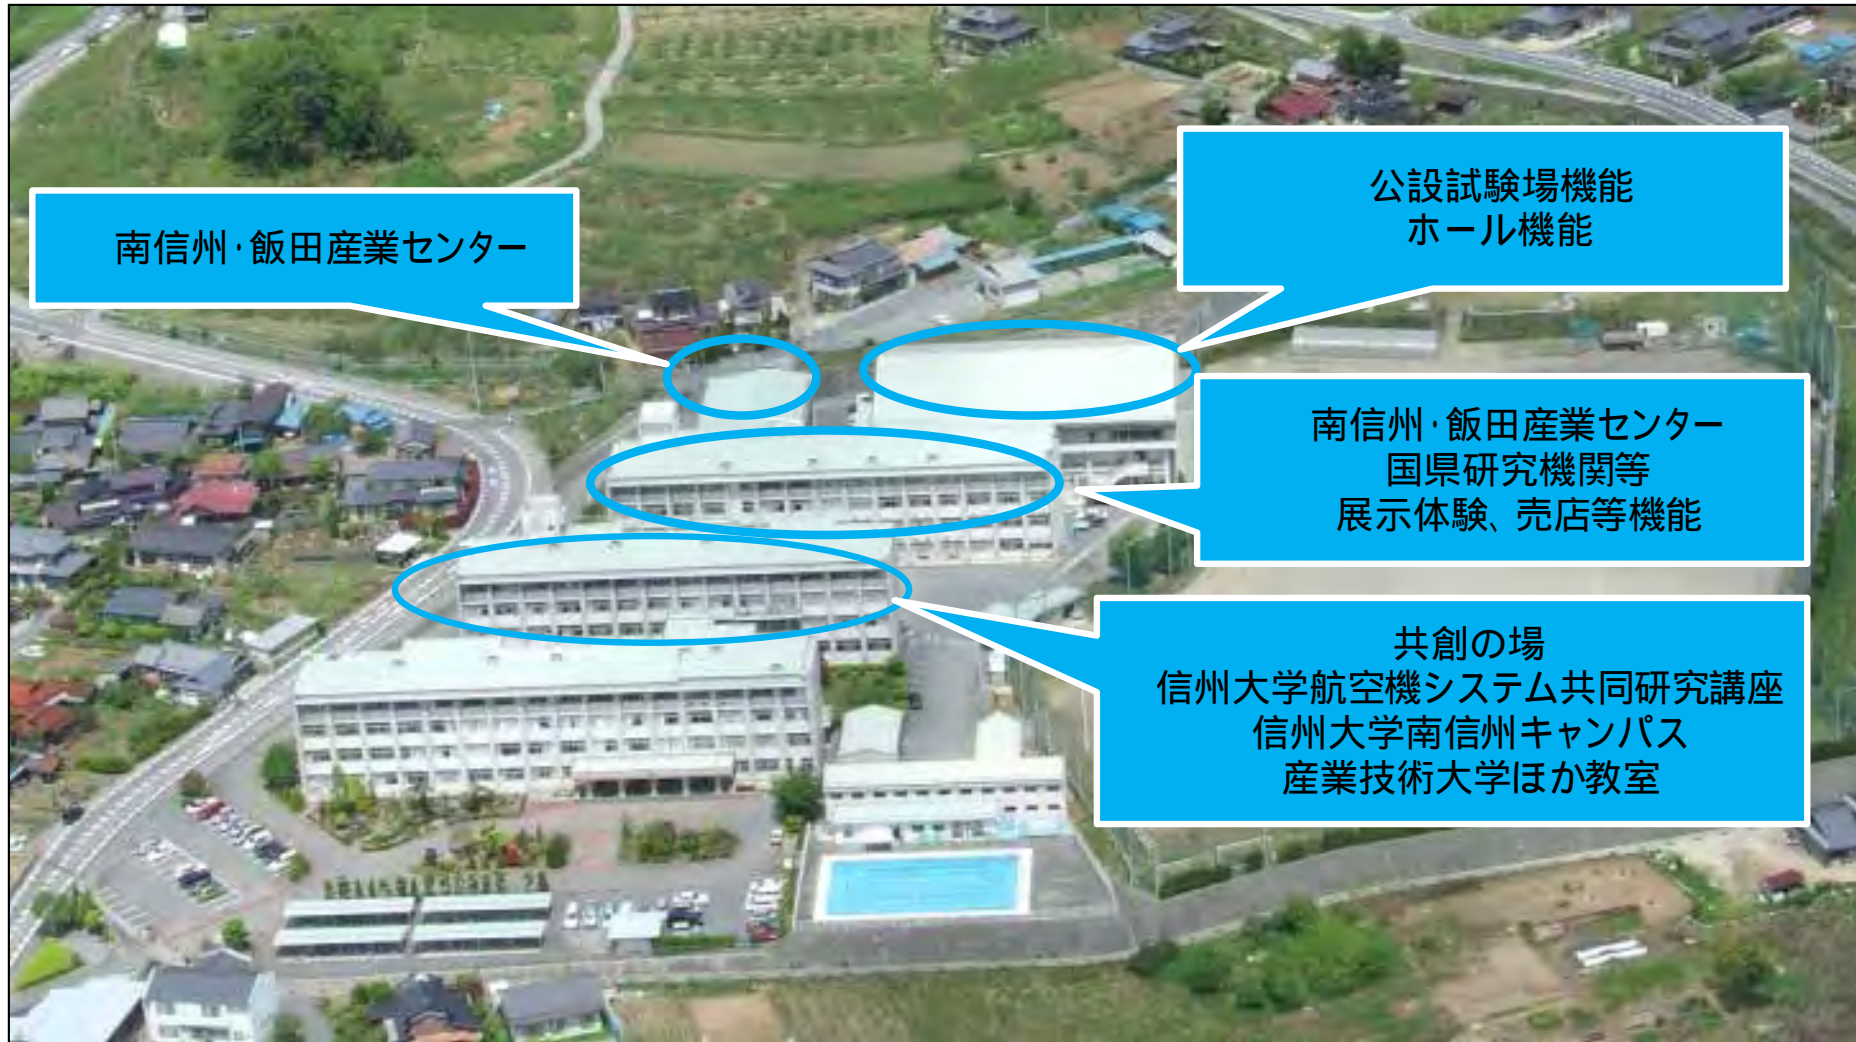 南信州・飯田産業センター
公設試験場機能
ホール機能
南信州・飯田産業センター
国県研究機関等
展示体験、売店等機能
共創の場
信州大学航空機システム共同研究講座
信州大学南信州キャンパス
産業技術大学ほか教室